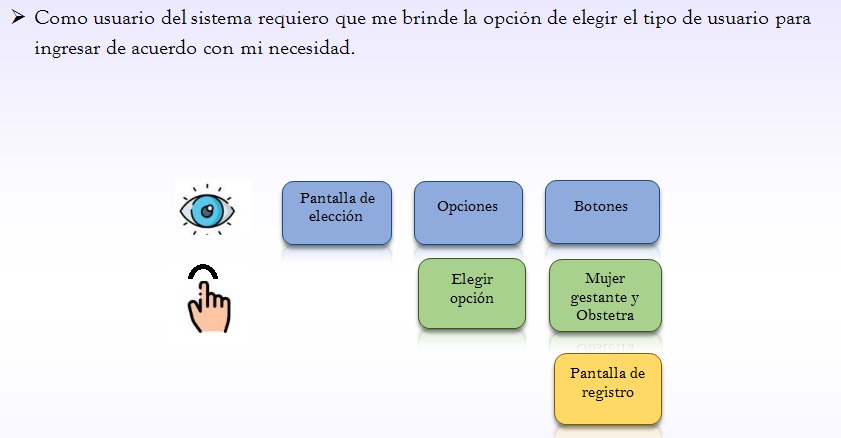 ➤ Como usuario del sistema requiero que me brinde la opción de elegir el tipo de usuario para
ingresar de acuerdo con mi necesidad.
Pantalla de
elección
Opciones
Botones
Elegir
opción
Mujer
gestante y
Obstetra
Pantalla de
registro